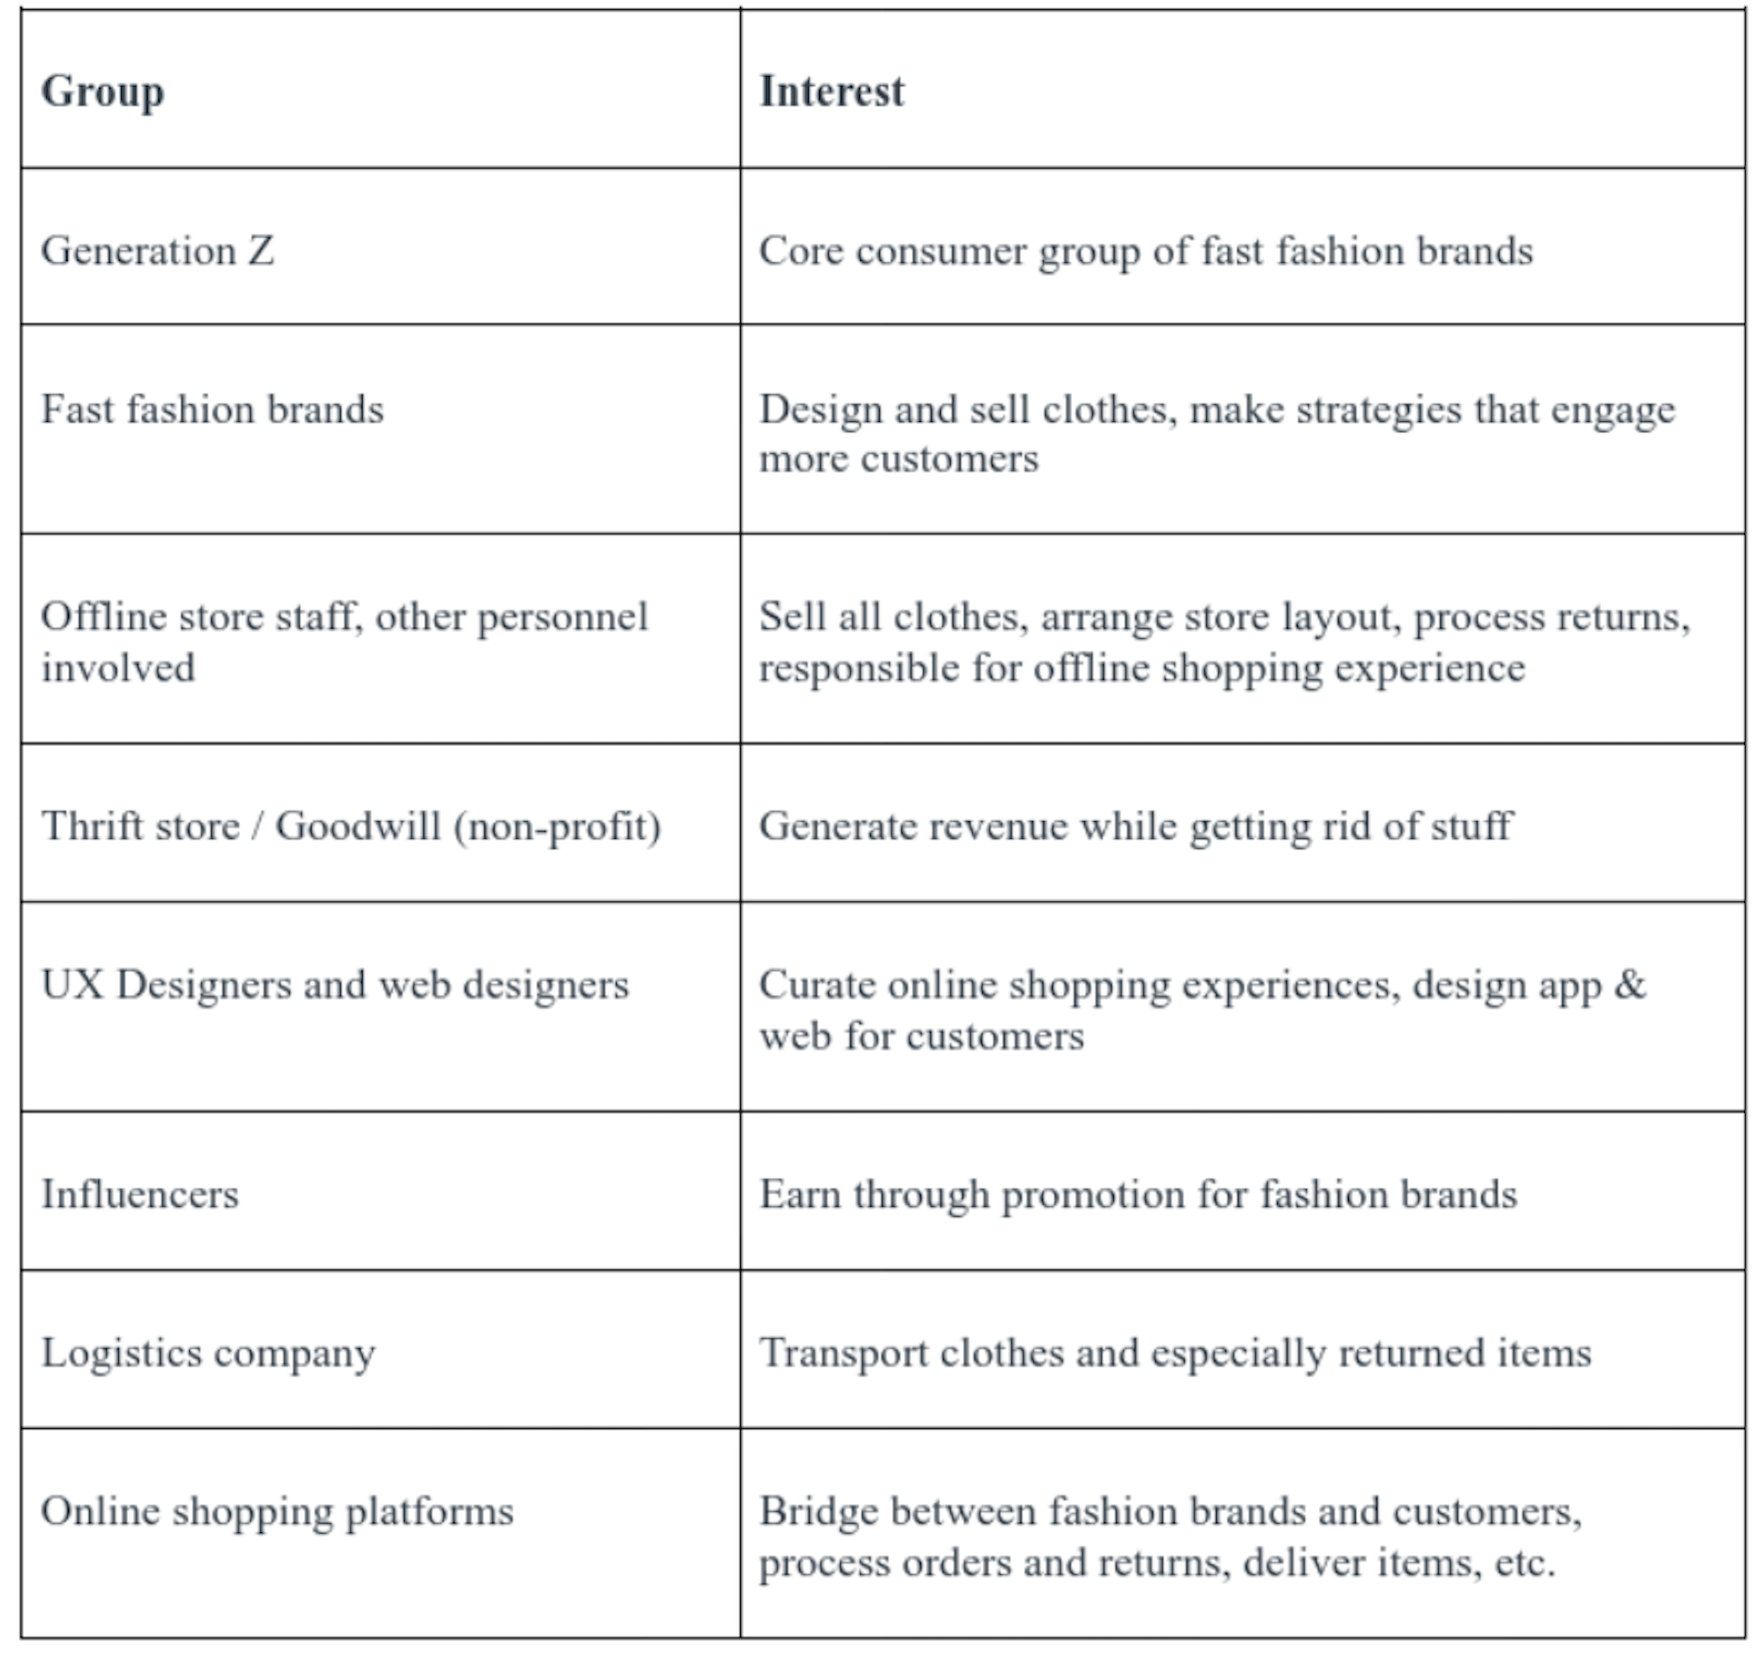 Group
Interest
Generation Z
Core consumer group of fast fashion brands
Fast fashion brands
Design and sell clothes, make strategies that engage
more customers
Offline store staff, other personnel
involved
Sell all clothes, arrange store layout, process returns,
responsible for offline shopping experience
Thrift store / Goodwill (non-profit)
Generate revenue while getting rid of stuff
UX Designers and web designers
Curate online shopping experiences, design app &
web for customers
Influencers
Earn through promotion for fashion brands
Logistics company
Transport clothes and especially returned items
Online shopping platforms
Bridge between fashion brands and customers,
process orders and returns, deliver items, etc.